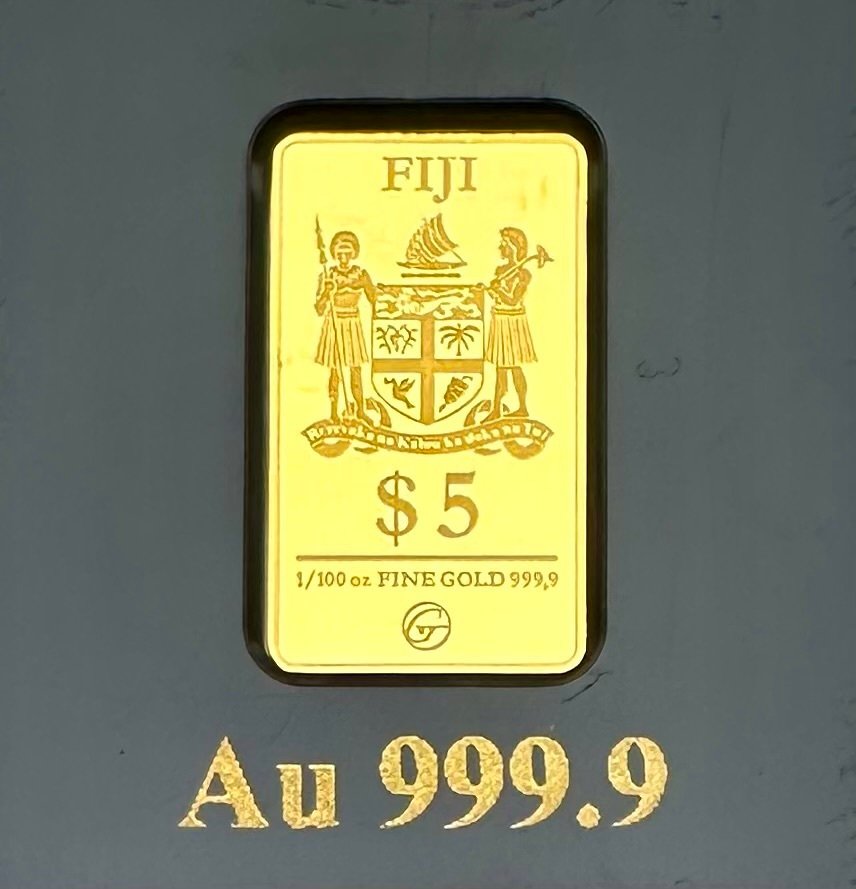 FIJI
$ 5
1/100 oz FINE GOLD 999,9
Au 999.9